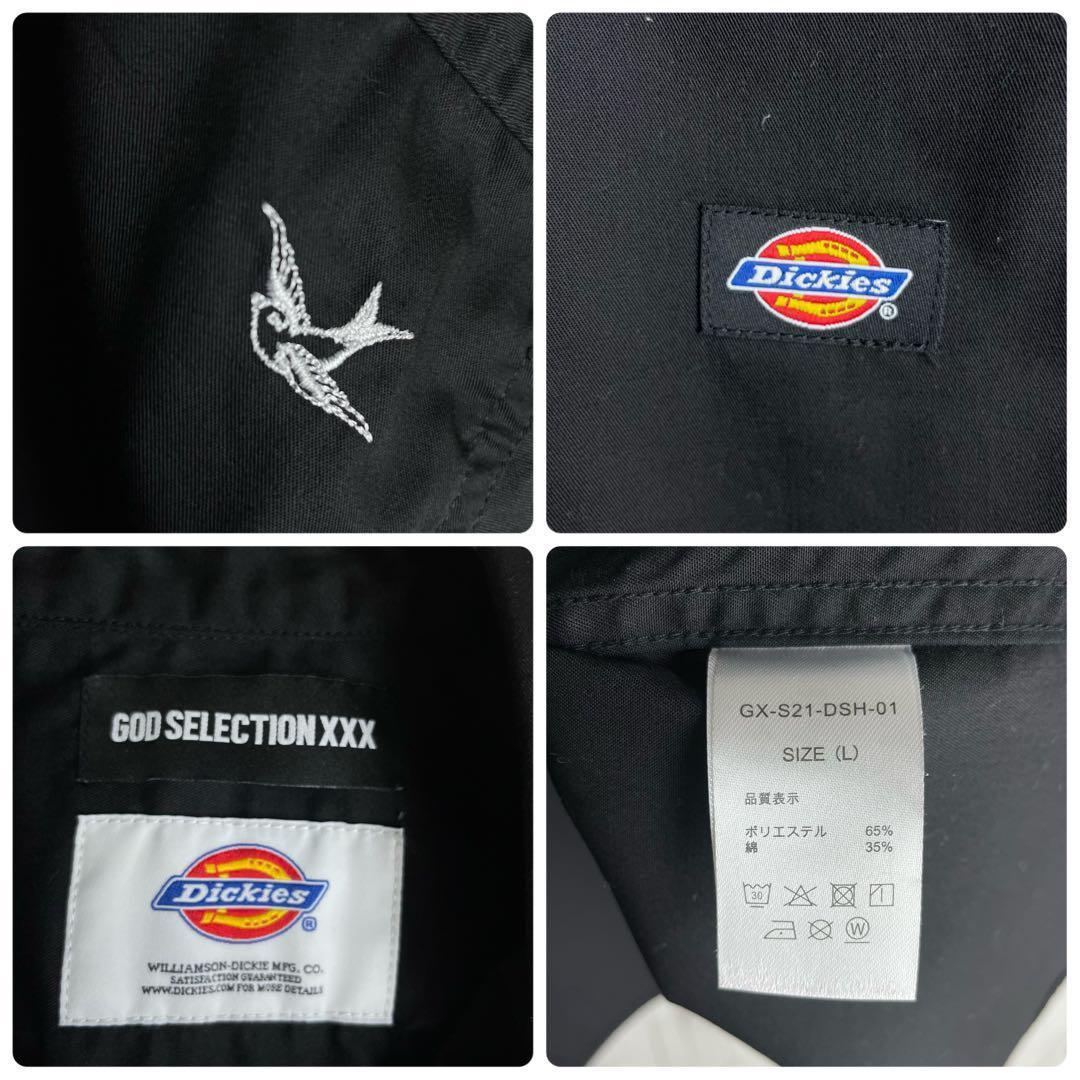 Dickies
®
GOD SELECTION XXX
Dickies
®
WILLIAMSON-DICKIE MFG. CO.
SATISFACTION GUARANTEED
WWW.DICKIES.COM FOR MORE DETAILS
GX-S21-DSH-01
SIZE (L)
品質表示
ポリエステル 65%
綿 35%
30
W